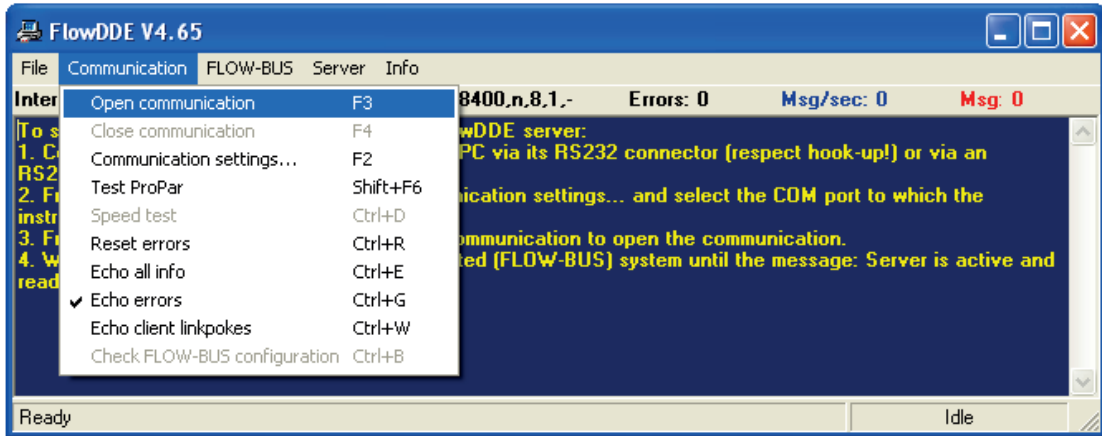 FlowDDE V4.65
File Communication FLOW-BUS Server Info
Inter 8400,n,8,1,- Errors: 0 Msg/sec: 0 Msg: 0
Open communication F3
Close communication F4
Communication settings... F2
Test ProPar Shift+F6
Speed test Ctrl+D
Reset errors Ctrl+R
Echo all info Ctrl+E
✓ Echo errors Ctrl+G
Echo client linkpokes Ctrl+W
Check FLOW-BUS configuration Ctrl+B
To s wDDE server:
1. C PC via its RS232 connector (respect hook-up!) or via an
RS2
2. Fr ication settings... and select the COM port to which the
instr
3. Fr ommunication to open the communication.
4. W ted (FLOW-BUS) system until the message: Server is active and
read
Ready Idle